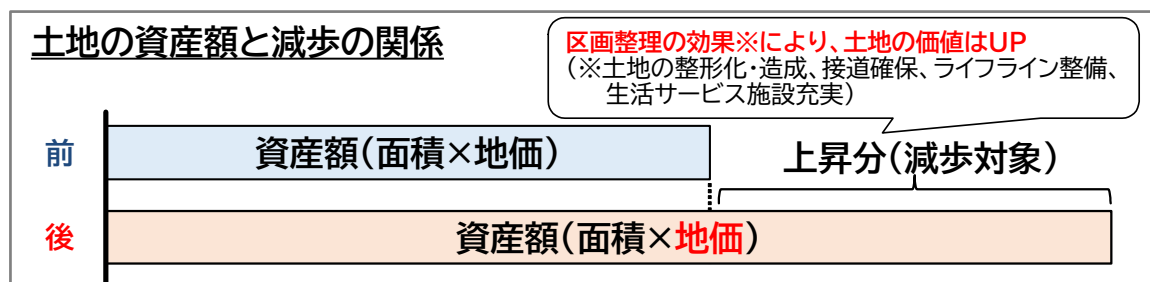 土地の資産額と減歩の関係
区画整理の効果※により、土地の価値はUP
（※土地の整形化・造成、接道確保、ライフライン整備、
生活サービス施設充実）
前
資産額（面積×地価）
上昇分（減歩対象）
後
資産額（面積×地価）